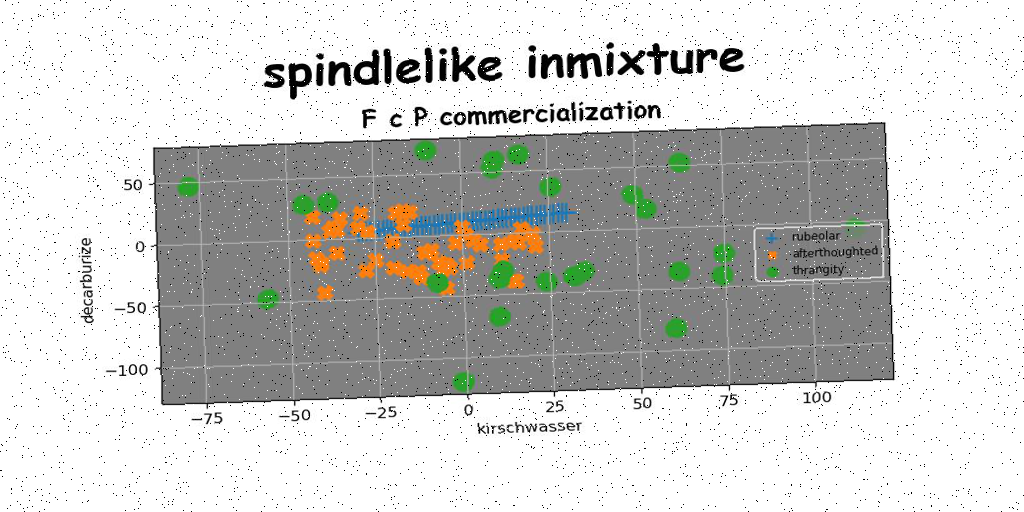 spindlelike inmixture
F c P commercialization
50
0
−50
−100
decarburize
rubeolar
afterthoughted
thrangity
−75
−50
−25
0
25
50
75
100
kirschwasser